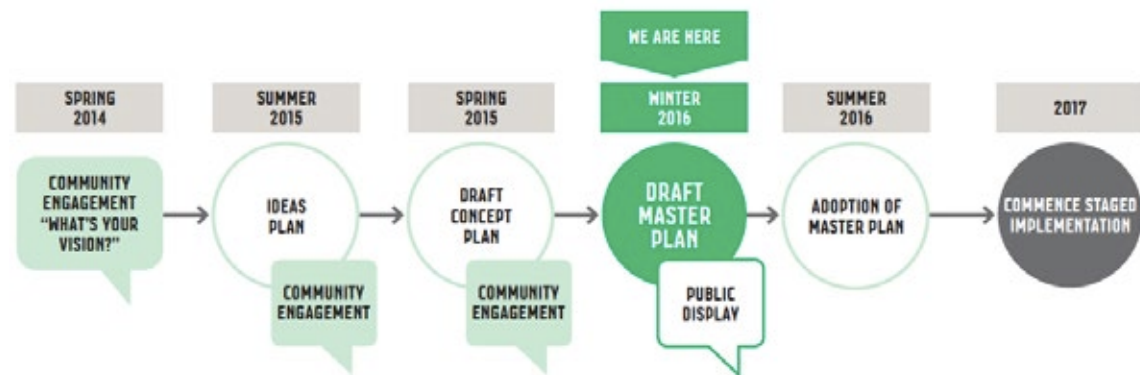 WE ARE HERE
SPRING
2014
SUMMER
2015
SPRING
2015
WINTER
2016
SUMMER
2016
2017
COMMUNITY
ENGAGEMENT
"WHAT'S YOUR
VISION?"
IDEAS
PLAN
COMMUNITY
ENGAGEMENT
DRAFT
CONCEPT
PLAN
COMMUNITY
ENGAGEMENT
DRAFT
MASTER
PLAN
PUBLIC
DISPLAY
ADOPTION OF
MASTER PLAN
COMMENCE STAGED
IMPLEMENTATION